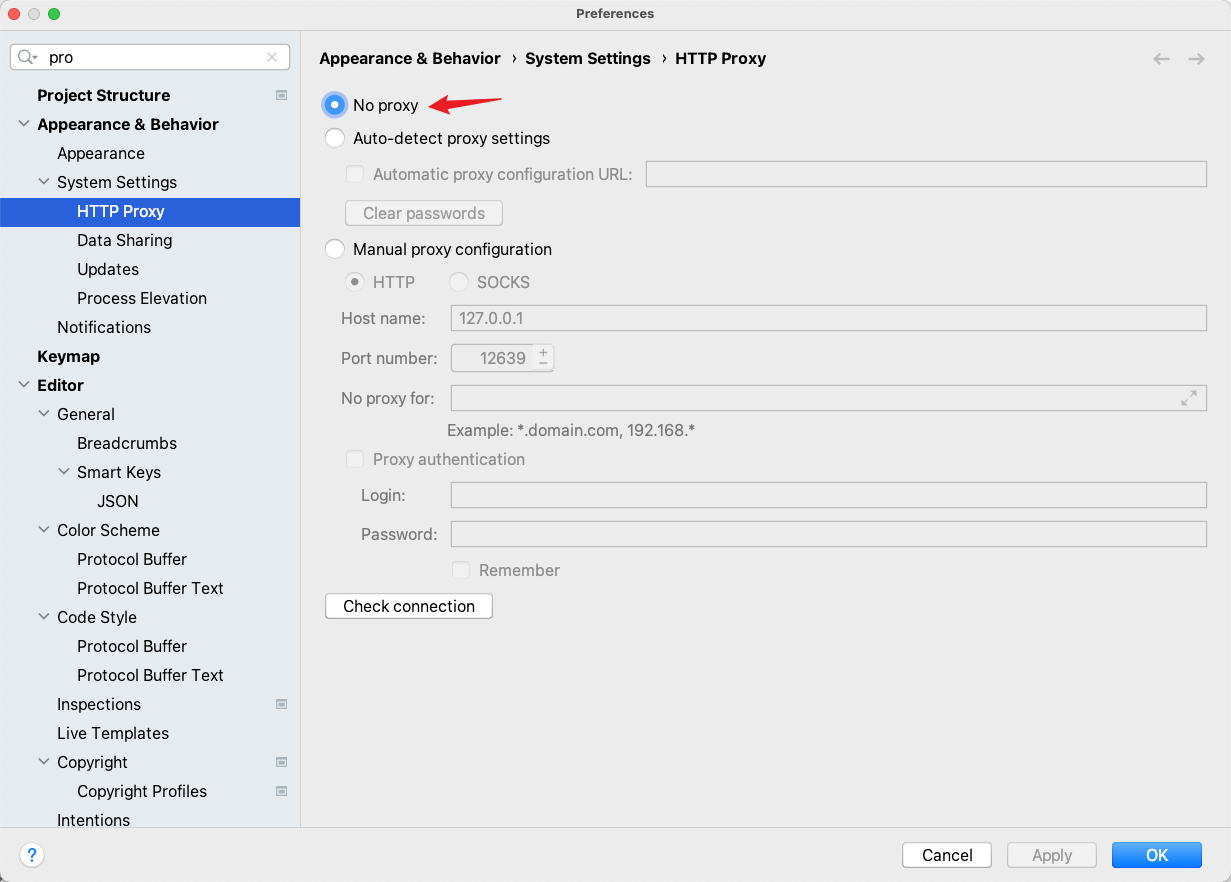 Preferences
pro
Project Structure
Appearance & Behavior
Appearance
System Settings
HTTP Proxy
Data Sharing
Updates
Process Elevation
Notifications
Keymap
Editor
General
Breadcrumbs
Smart Keys
JSON
Color Scheme
Protocol Buffer
Protocol Buffer Text
Code Style
Protocol Buffer
Protocol Buffer Text
Inspections
Live Templates
Copyright
Copyright Profiles
Intentions
Appearance & Behavior › System Settings › HTTP Proxy
No proxy
Auto-detect proxy settings
Automatic proxy configuration URL:
Clear passwords
Manual proxy configuration
HTTP SOCKS
Host name: 127.0.0.1
Port number: 12639
No proxy for:
Example: *.domain.com, 192.168.*
Proxy authentication
Login:
Password:
Remember
Check connection
?
Cancel Apply OK